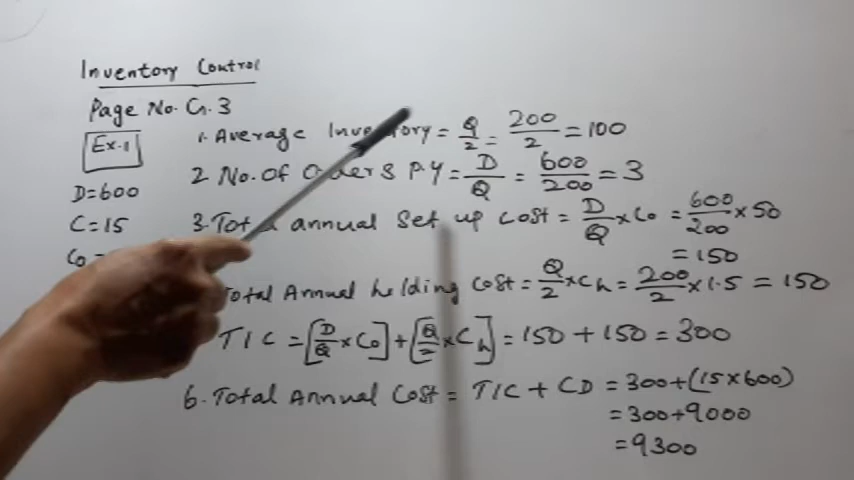 Inventory Control
Page No. G.3
Ex.1
D=600
C=15
Co=
1. Average Inventory = Q/2 = 200/2 = 100
2 No. Of Orders P.Y = D/Q = 600/200 = 3
3. Total annual Set up Cost = D/Q × Co = 600/200 × 50
= 150
Total Annual holding Cost = Q/2 × Ch = 200/2 × 1.5 = 150
TIC = [D/Q × Co] + [Q/2 × Ch] = 150 + 150 = 300
6. Total Annual Cost = TIC + CD = 300 + (15 × 600)
= 300 + 9000
= 9300